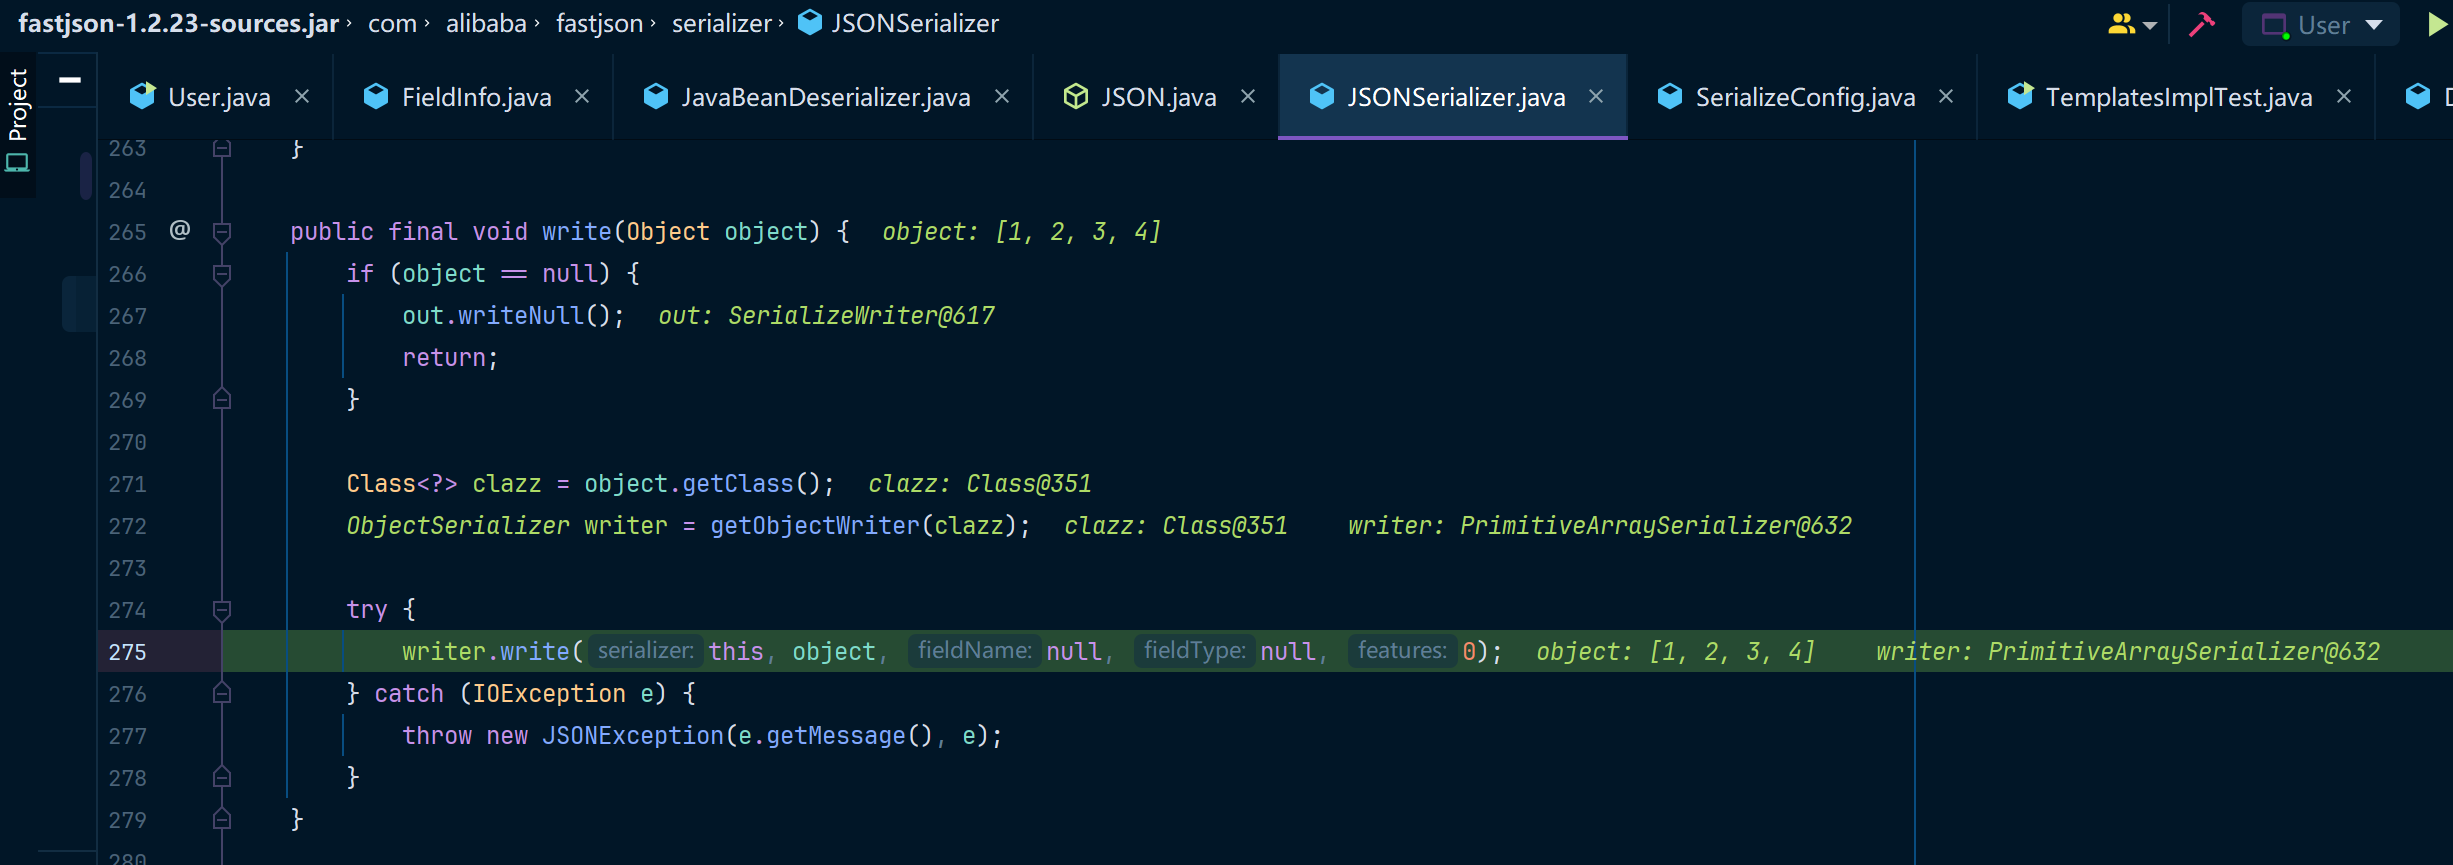 fastjson-1.2.23-sources.jar › com › alibaba › fastjson › serializer › JSONSerializer
User
Project
User.java × FieldInfo.java × JavaBeanDeserializer.java × JSON.java × JSONSerializer.java × SerializeConfig.java × TemplatesImplTest.java ×
263 }
264
265 @ public final void write(Object object) { object: [1, 2, 3, 4]
266 if (object == null) {
267 out.writeNull(); out: SerializeWriter@617
268 return;
269 }
270
271 Class<?> clazz = object.getClass(); clazz: Class@351
272 ObjectSerializer writer = getObjectWriter(clazz); clazz: Class@351 writer: PrimitiveArraySerializer@632
273
274 try {
275 writer.write( serializer: this, object, fieldName: null, fieldType: null, features: 0); object: [1, 2, 3, 4] writer: PrimitiveArraySerializer@632
276 } catch (IOException e) {
277 throw new JSONException(e.getMessage(), e);
278 }
279 }
280